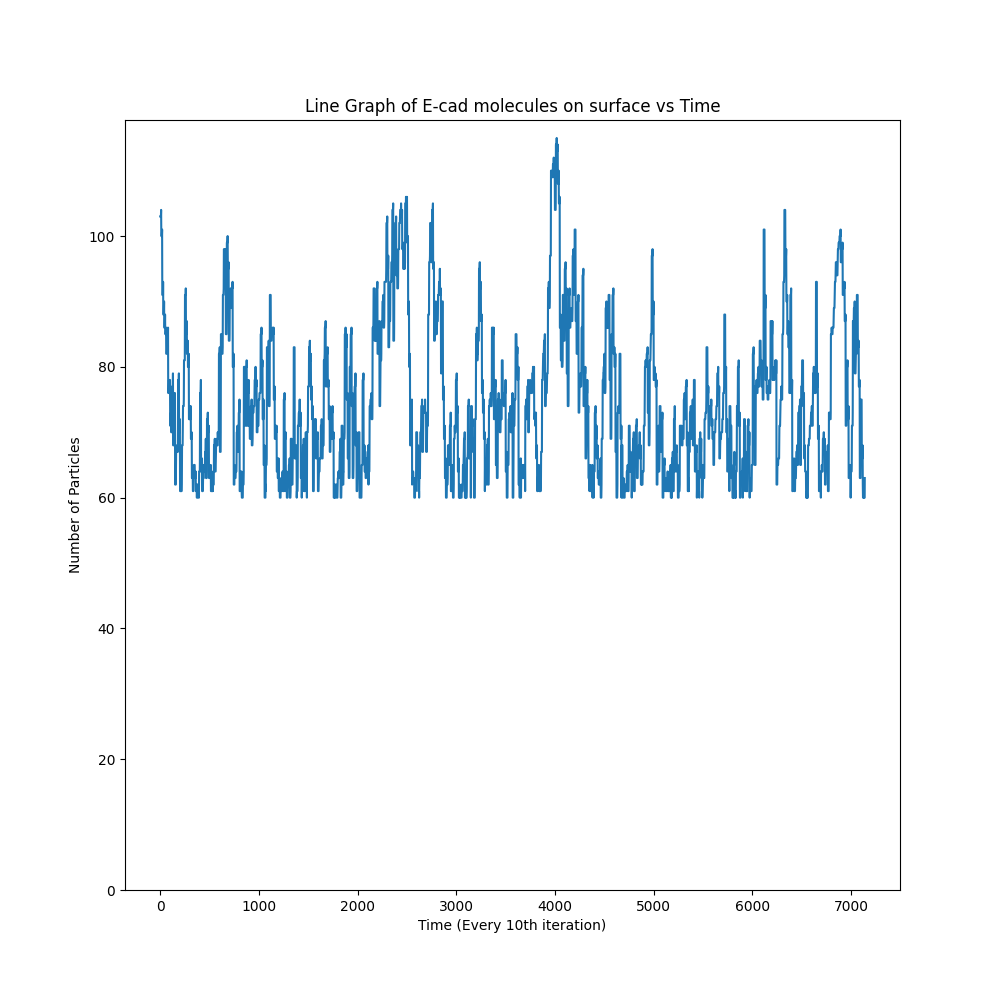 Line Graph of E-cad molecules on surface vs Time
Number of Particles
100
80
60
40
20
0
0 1000 2000 3000 4000 5000 6000 7000
Time (Every 10th iteration)